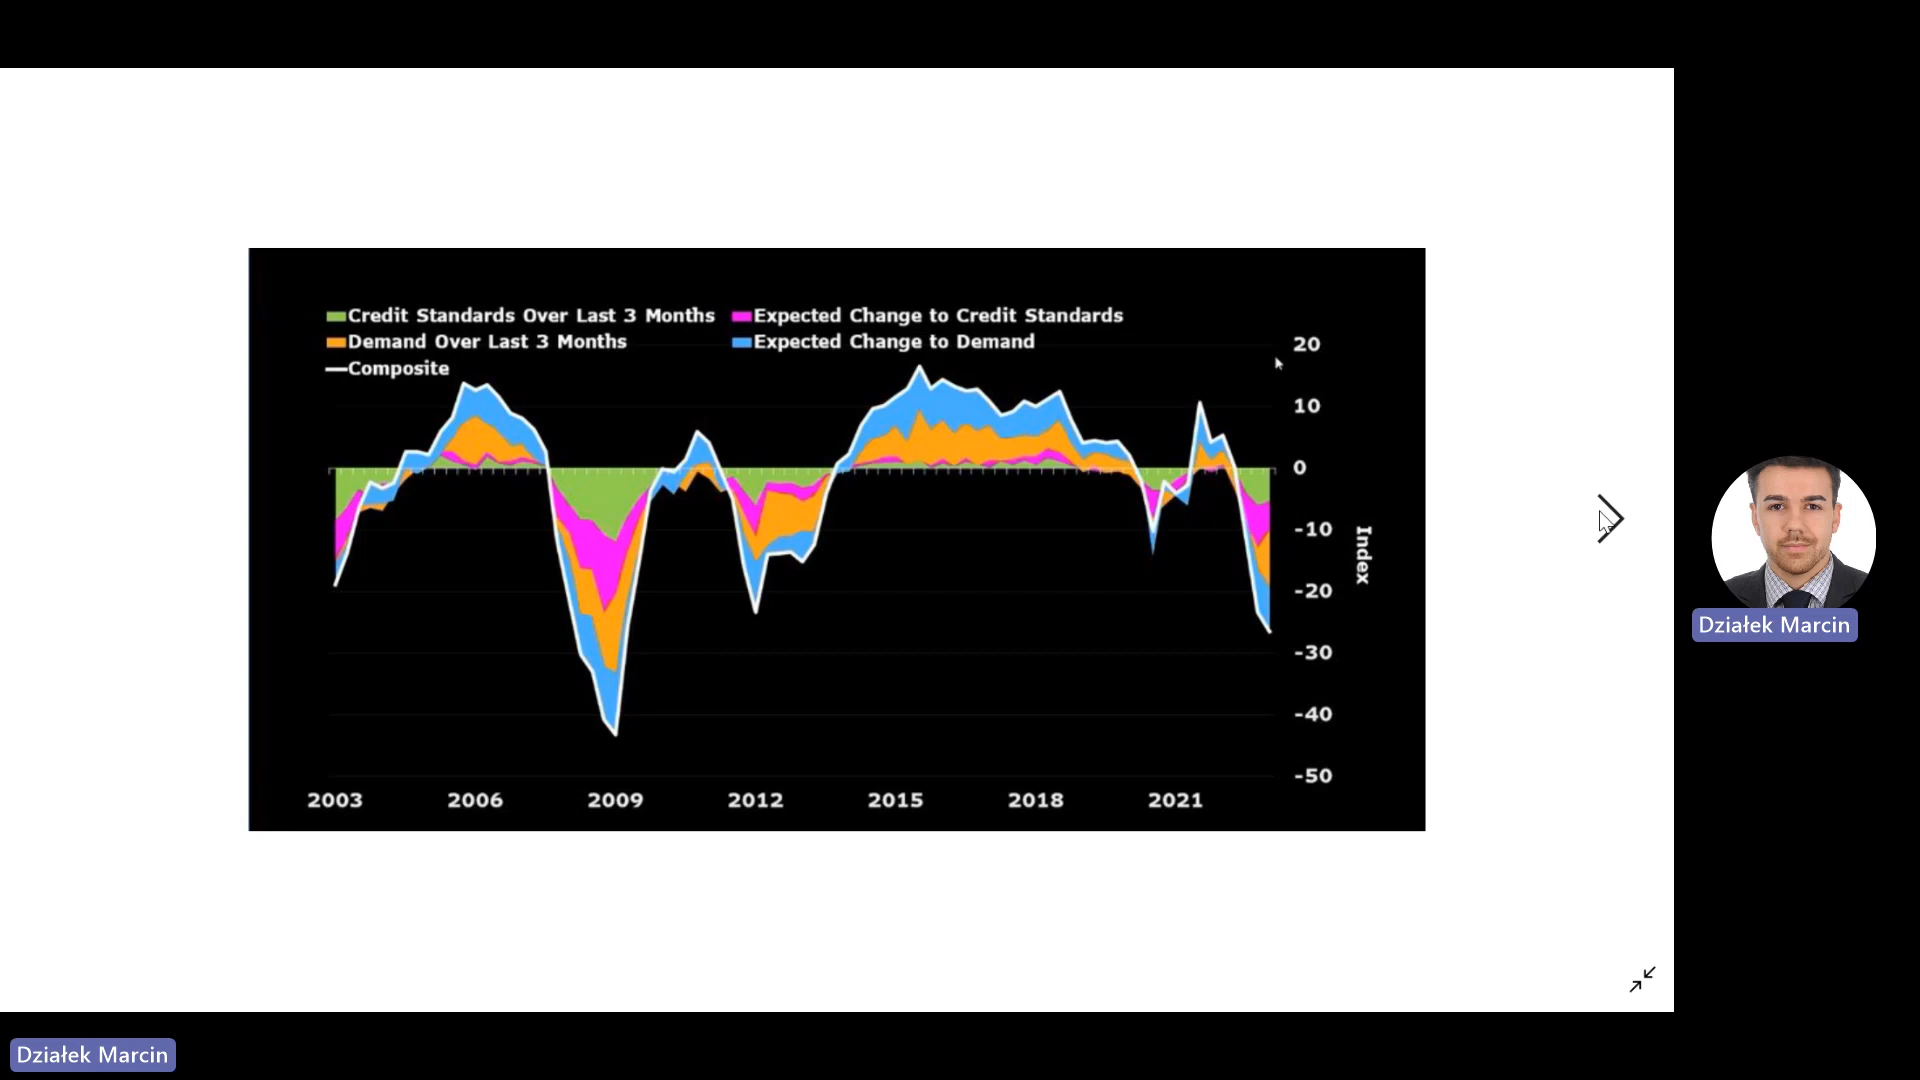 Credit Standards Over Last 3 Months Expected Change to Credit Standards
Demand Over Last 3 Months Expected Change to Demand
Composite
20
10
0
-10
-20
-30
-40
-50
Index
2003 2006 2009 2012 2015 2018 2021
Działek Marcin
Działek Marcin